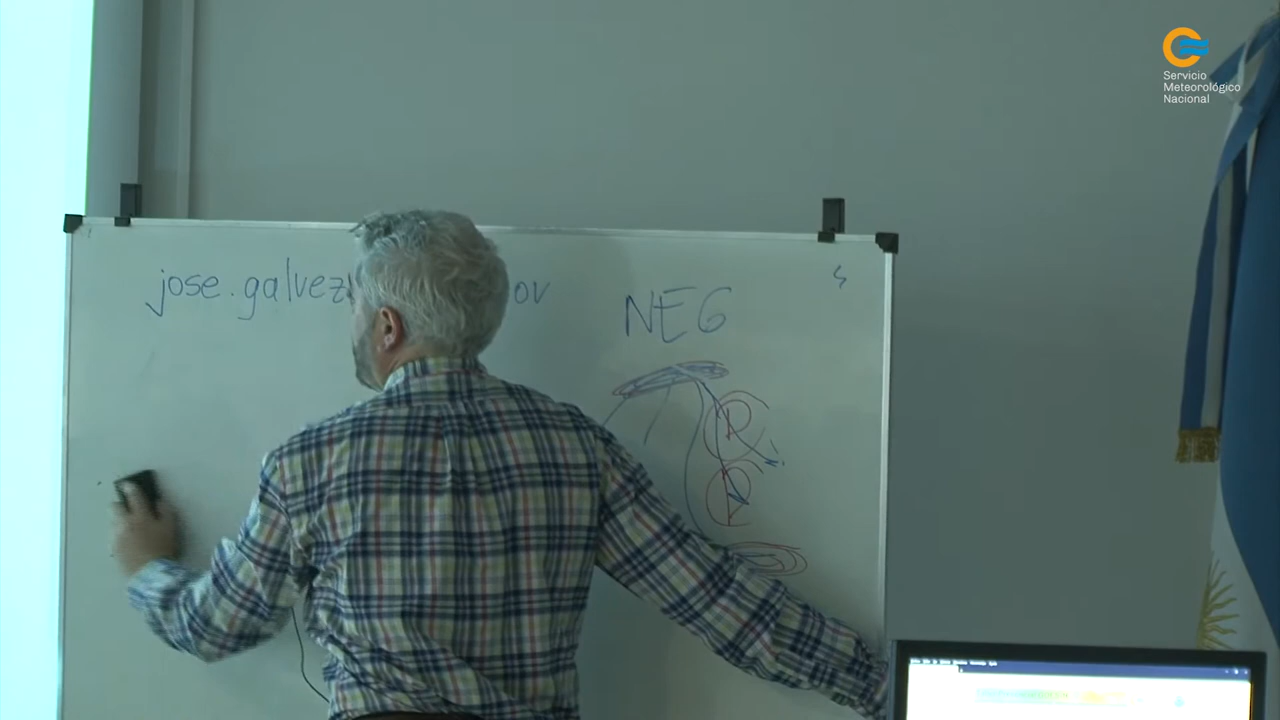 Servicio
Meteorológico
Nacional
jose.galvez ov
NEG